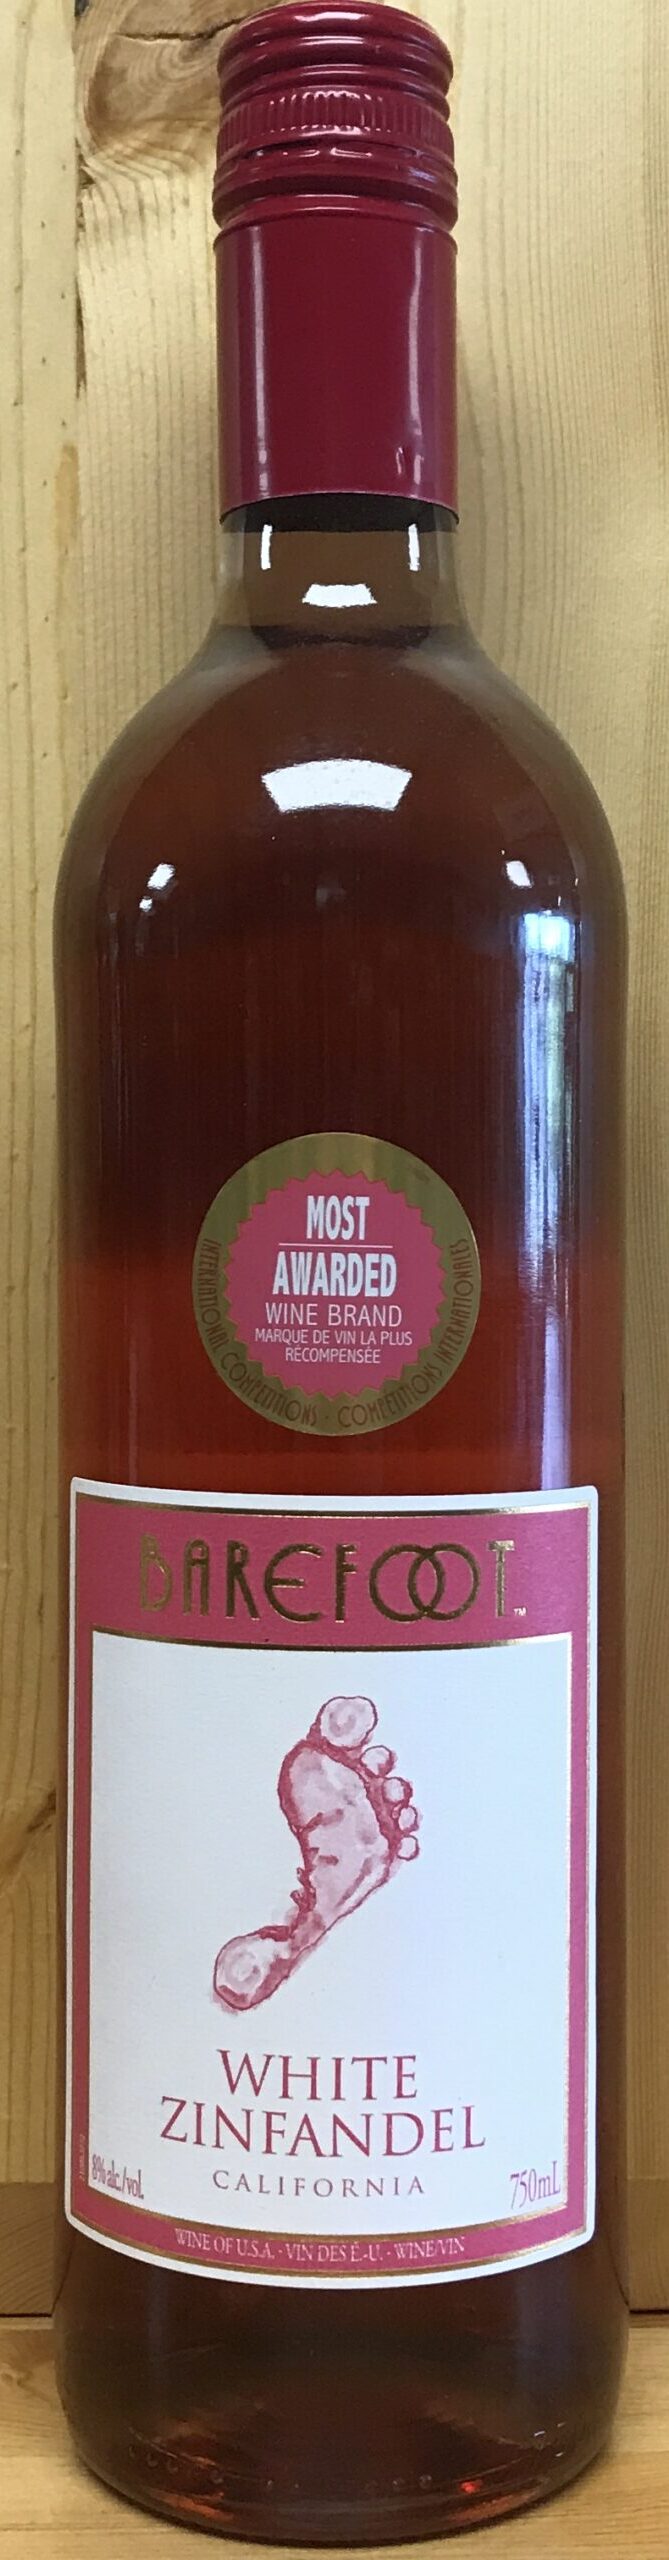 MOST
AWARDED
WINE BRAND
MARQUE DE VIN LA PLUS
RÉCOMPENSÉE
INTERNATIONAL COMPETITIONS · COMPÉTITIONS INTERNATIONALES
BAREFOOT™
WHITE
ZINFANDEL
CALIFORNIA
8% alc./vol.
750mL
WINE OF U.S.A. · VIN DES É.-U. · WINE/VIN